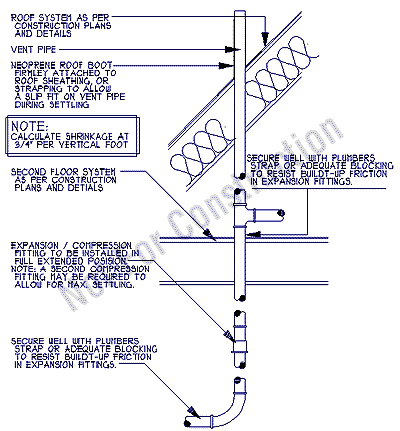 ROOF SYSTEM AS PER
CONSTRUCTION PLANS
AND DETAILS
VENT PIPE
NEOPRENE ROOF BOOT
FIRMLEY ATTACHED TO
ROOF SHEATHING, OR
STRAPPING TO ALLOW
A SLIP FIT ON VENT PIPE
DURING SETTLING
NOTE:
CALCULATE SHRINKAGE AT
3/4" PER VERTICAL FOOT
SECURE WELL WITH PLUMBERS
STRAP OR ADEQUATE BLOCKING
TO RESIST BUILDT-UP FRICTION
IN EXPANSION FITTINGS.
SECOND FLOOR SYSTEM
AS PER CONSTRUCTION
PLANS AND DETIALS
EXPANSION / COMPRESSION
FITTING TO BE INSTALLED IN
FULL EXTENDED POSITION.
NOTE: A SECOND COMPRESSION
FITTING MAY BE REQUIRED TO
ALLOW FOR MAX. SETTLING.
SECURE WELL WITH PLUMBERS
STRAP OR ADEQUATE BLOCKING
TO RESIST BUILDT-UP FRICTION
IN EXPANSION FITTINGS.
Construction